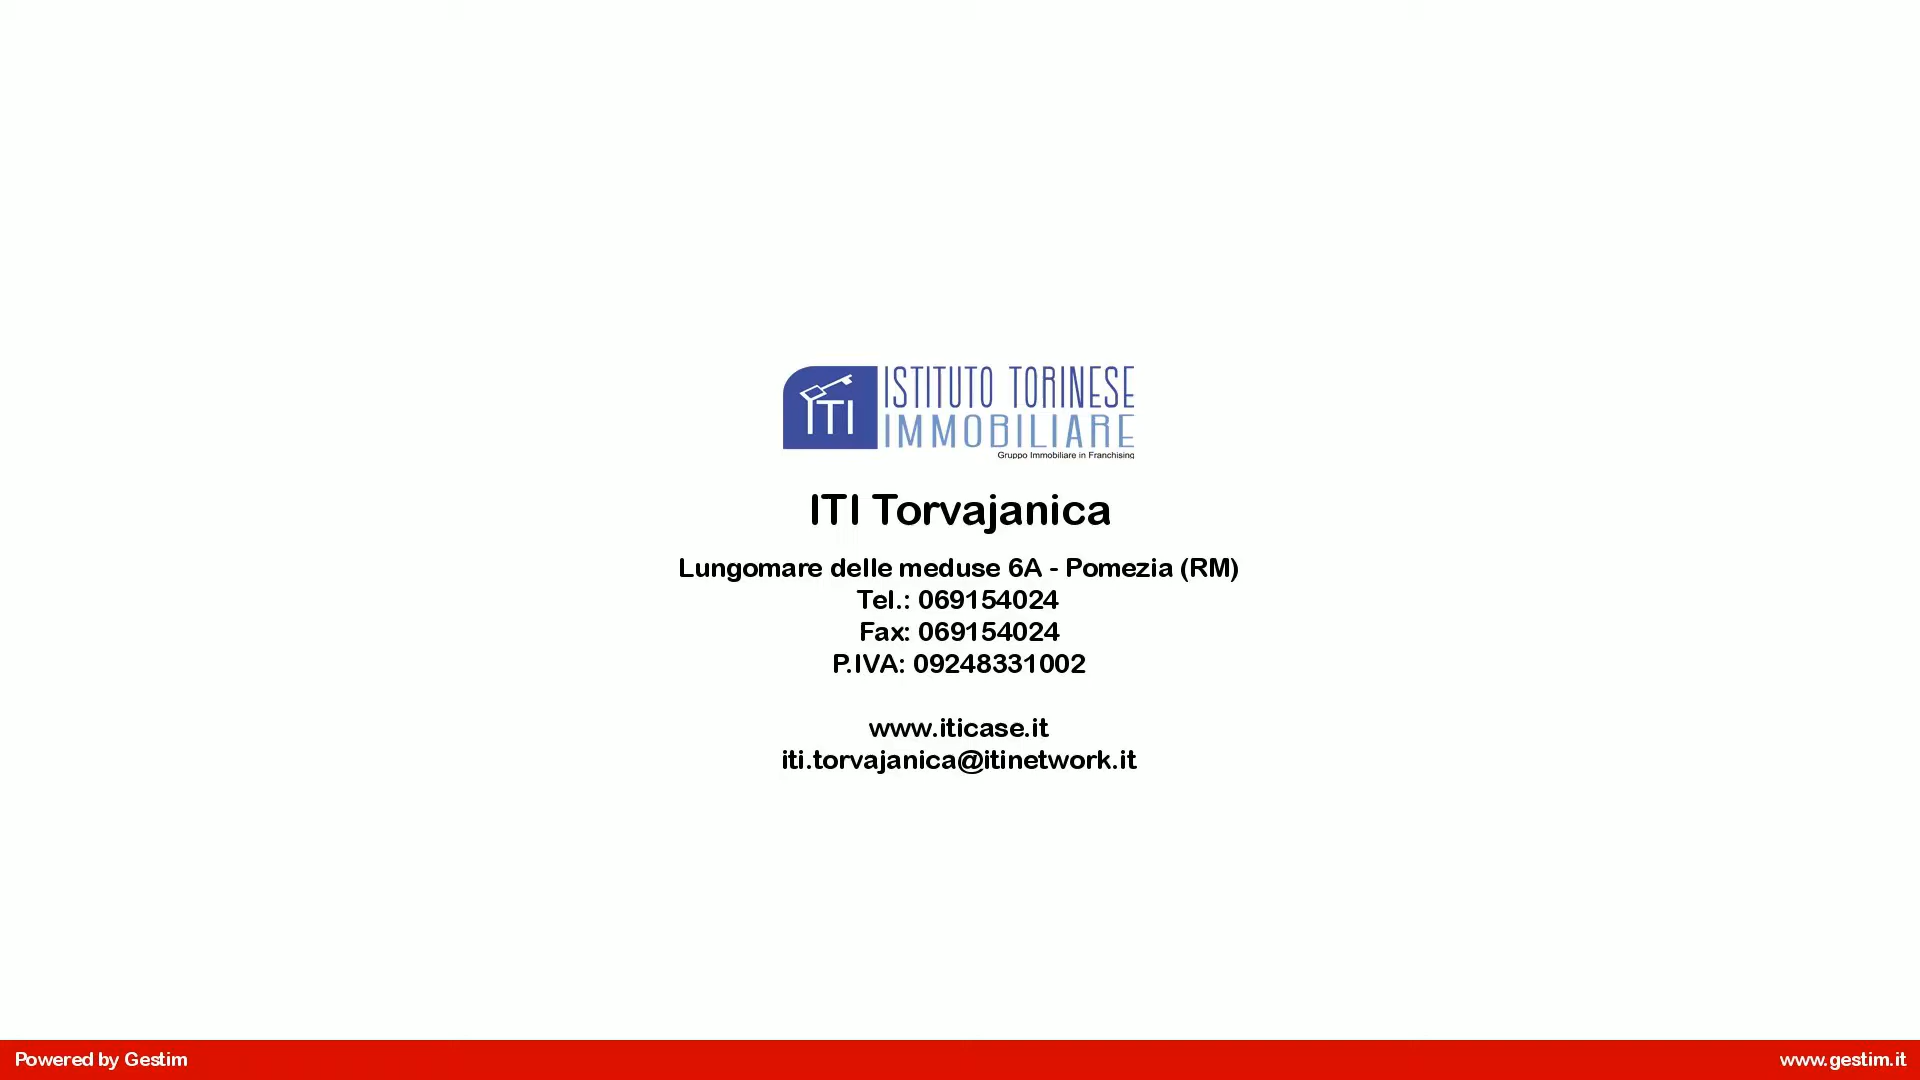 ITI
ISTITUTO TORINESE
IMMOBILIARE
Gruppo Immobiliare in Franchising
ITI Torvajanica
Lungomare delle meduse 6A - Pomezia (RM)
Tel.: 069154024
Fax: 069154024
P.IVA: 09248331002
www.iticase.it
iti.torvajanica@itinetwork.it
Powered by Gestim
www.gestim.it